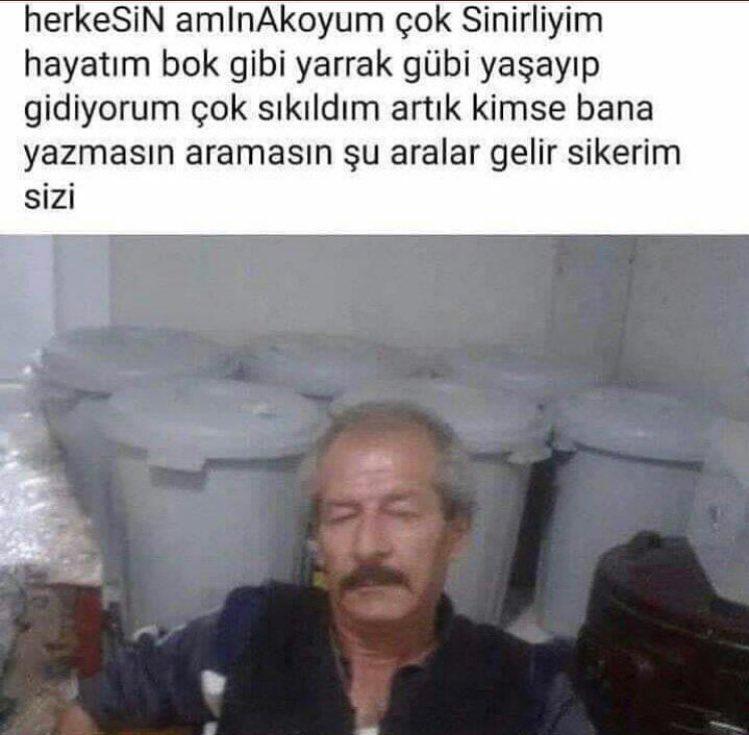 herkeSiN amInAkoyum çok Sinirliyim
hayatım bok gibi yarrak gübi yaşayıp
gidiyorum çok sıkıldım artık kimse bana
yazmasın aramasın şu aralar gelir sikerim
sizi